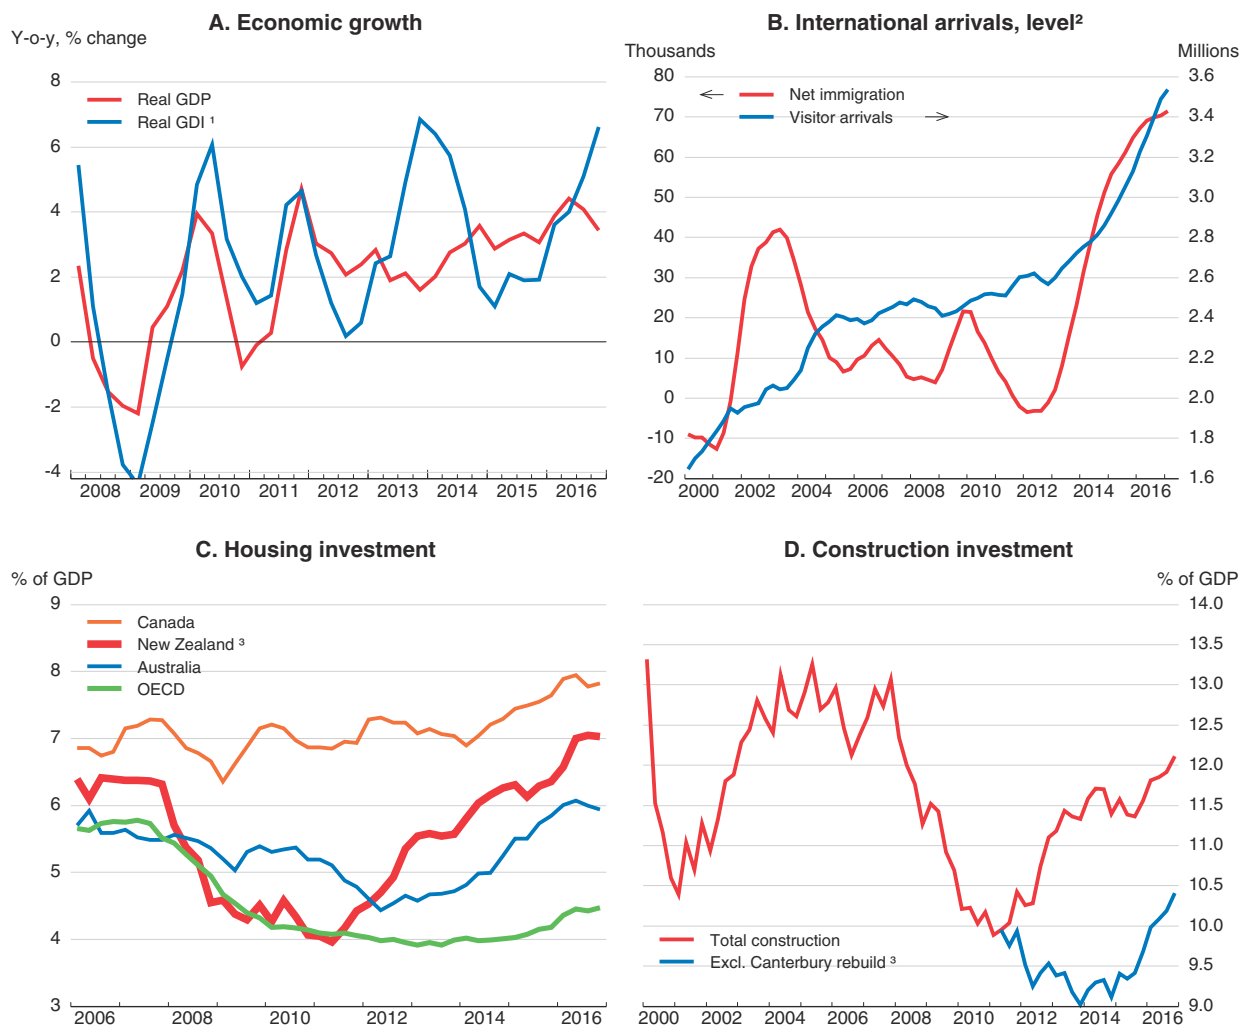 A. Economic growth
Y-o-y, % change
8
6
4
2
0
-2
-4
Real GDP
Real GDI ¹
2008 2009 2010 2011 2012 2013 2014 2015 2016
B. International arrivals, level²
Thousands Millions
80 3.6
70 3.4
60 3.2
50 3.0
40 2.8
30 2.6
20 2.4
10 2.2
0 2.0
-10 1.8
-20 1.6
Net immigration
Visitor arrivals
2000 2002 2004 2006 2008 2010 2012 2014 2016
C. Housing investment
% of GDP
9
8
7
6
5
4
3
Canada
New Zealand ³
Australia
OECD
2006 2008 2010 2012 2014 2016
D. Construction investment
% of GDP
14.0
13.5
13.0
12.5
12.0
11.5
11.0
10.5
10.0
9.5
9.0
Total construction
Excl. Canterbury rebuild ³
2000 2002 2004 2006 2008 2010 2012 2014 2016